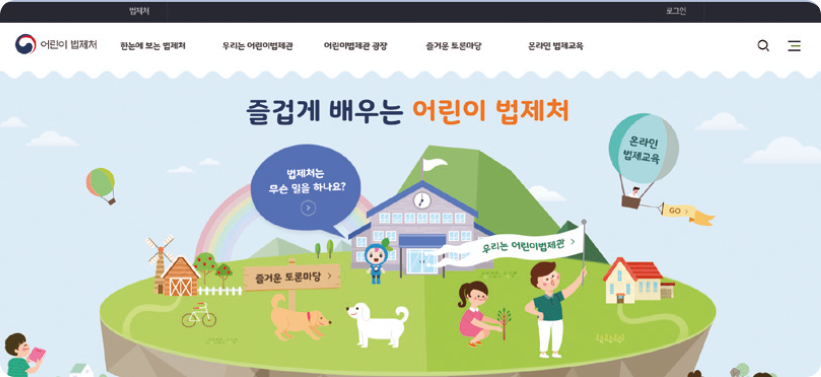 법제처
로그인
어린이 법제처
한눈에 보는 법제처
우리는 어린이법제관
어린이법제관 광장
즐거운 토론마당
온라인 법제교육
즐겁게 배우는 어린이 법제처
법제처는
무슨 일을 하나요?
온라인
법제교육
GO
우리는 어린이법제관
즐거운 토론마당